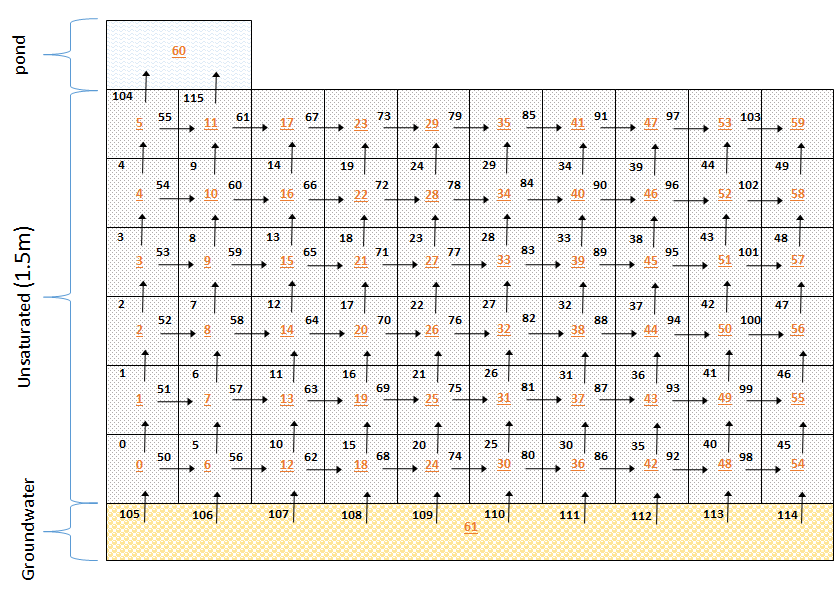 pond
60
104 115
55 61 67 73 79 85 91 97 103
5 11 17 23 29 35 41 47 53 59
4 9 14 19 24 29 34 39 44 49
54 60 66 72 78 84 90 96 102
4 10 16 22 28 34 40 46 52 58
3 8 13 18 23 28 33 38 43 48
53 59 65 71 77 83 89 95 101
3 9 15 21 27 33 39 45 51 57
Unsaturated (1.5m)
2 7 12 17 22 27 32 37 42 47
52 58 64 70 76 82 88 94 100
2 8 14 20 26 32 38 44 50 56
1 6 11 16 21 26 31 36 41 46
51 57 63 69 75 81 87 93 99
1 7 13 19 25 31 37 43 49 55
0 5 10 15 20 25 30 35 40 45
50 56 62 68 74 80 86 92 98
0 6 12 18 24 30 36 42 48 54
Groundwater
105 106 107 108 109 110 111 112 113 114
61